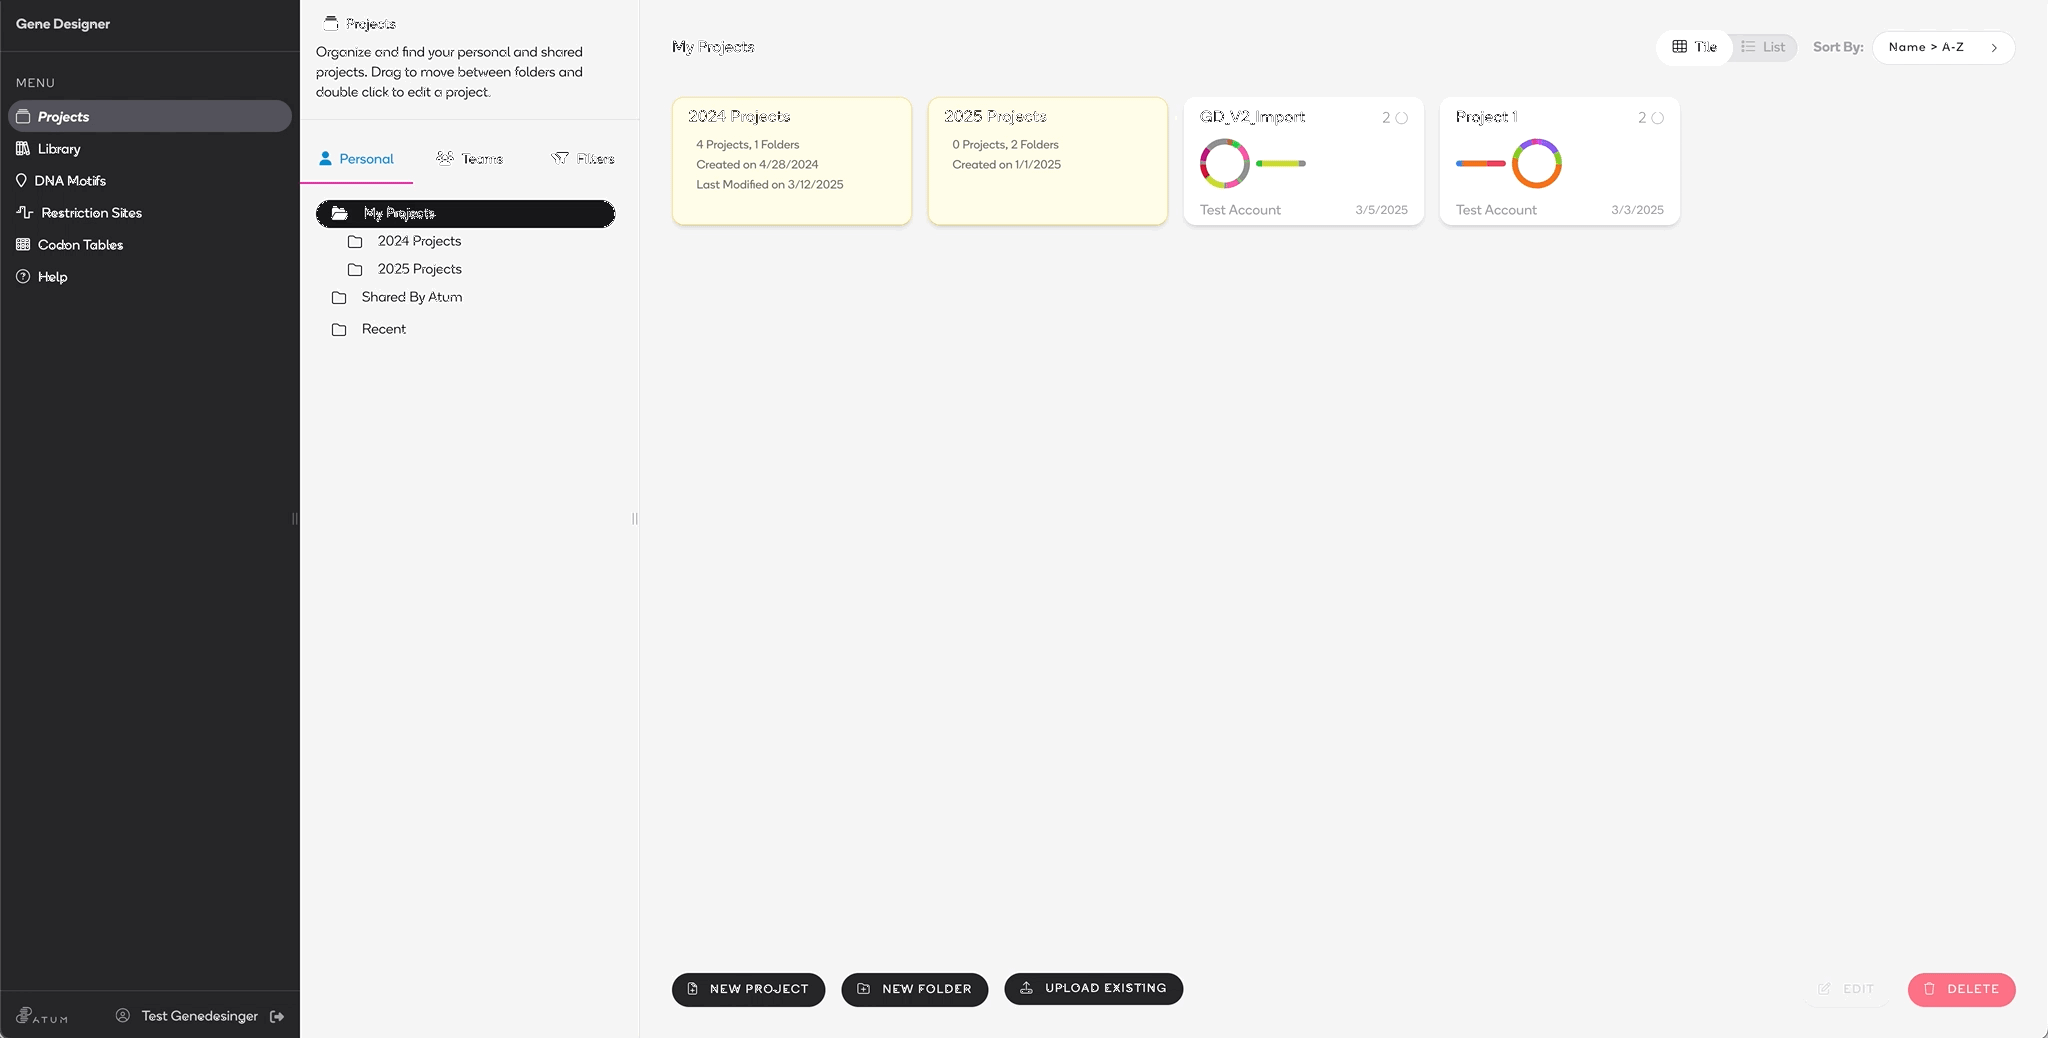 Gene Designer
MENU
Projects
Library
DNA Motifs
Restriction Sites
Codon Tables
Help
ATUM
Test Genedesinger
Projects
Organize and find your personal and shared
projects. Drag to move between folders and
double click to edit a project.
Personal
Teams
Filters
My Projects
2024 Projects
2025 Projects
Shared By Atum
Recent
My Projects
Tile
List
Sort By:
Name > A-Z
2024 Projects
4 Projects, 1 Folders
Created on 4/28/2024
Last Modified on 3/12/2025
2025 Projects
0 Projects, 2 Folders
Created on 1/1/2025
GD_V2_Import
2
Test Account
3/5/2025
Project 1
2
Test Account
3/3/2025
NEW PROJECT
NEW FOLDER
UPLOAD EXISTING
EDIT
DELETE